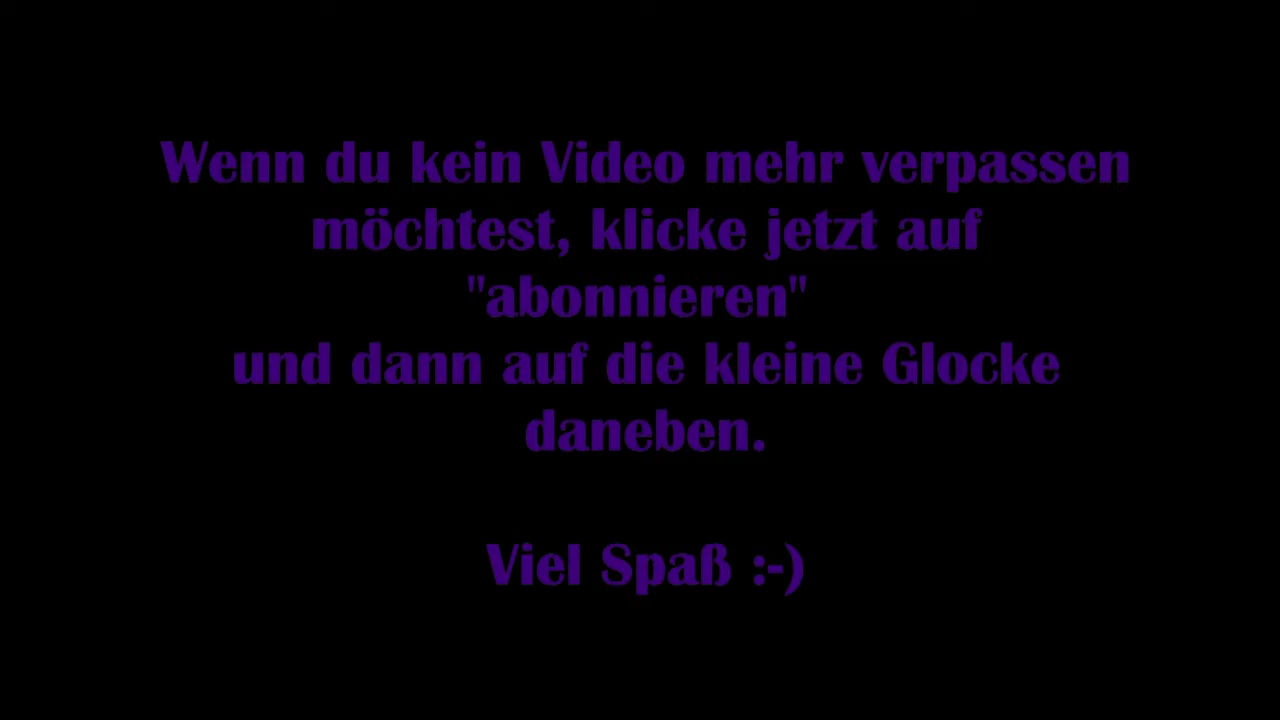 Wenn du kein Video mehr verpassen
möchtest, klicke jetzt auf
"abonnieren"
und dann auf die kleine Glocke
daneben.
Viel Spaß :-)